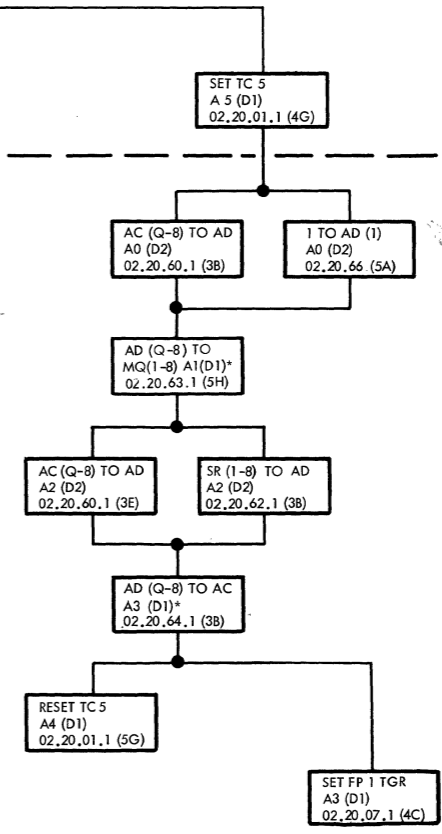 SET TC 5
A 5 (D1)
02.20.01.1 (4G)
AC (Q-8) TO AD
A0 (D2)
02.20.60.1 (3B)
1 TO AD (1)
A0 (D2)
02.20.66 (5A)
AD (Q-8) TO
MQ(1-8) A1(D1)*
02.20.63.1 (5H)
AC (Q-8) TO AD
A2 (D2)
02.20.60.1 (3E)
SR (1-8) TO AD
A2 (D2)
02.20.62.1 (3B)
AD (Q-8) TO AC
A3 (D1)*
02.20.64.1 (3B)
RESET TC 5
A4 (D1)
02.20.01.1 (5G)
SET FP 1 TGR
A3 (D1)
02.20.07.1 (4C)